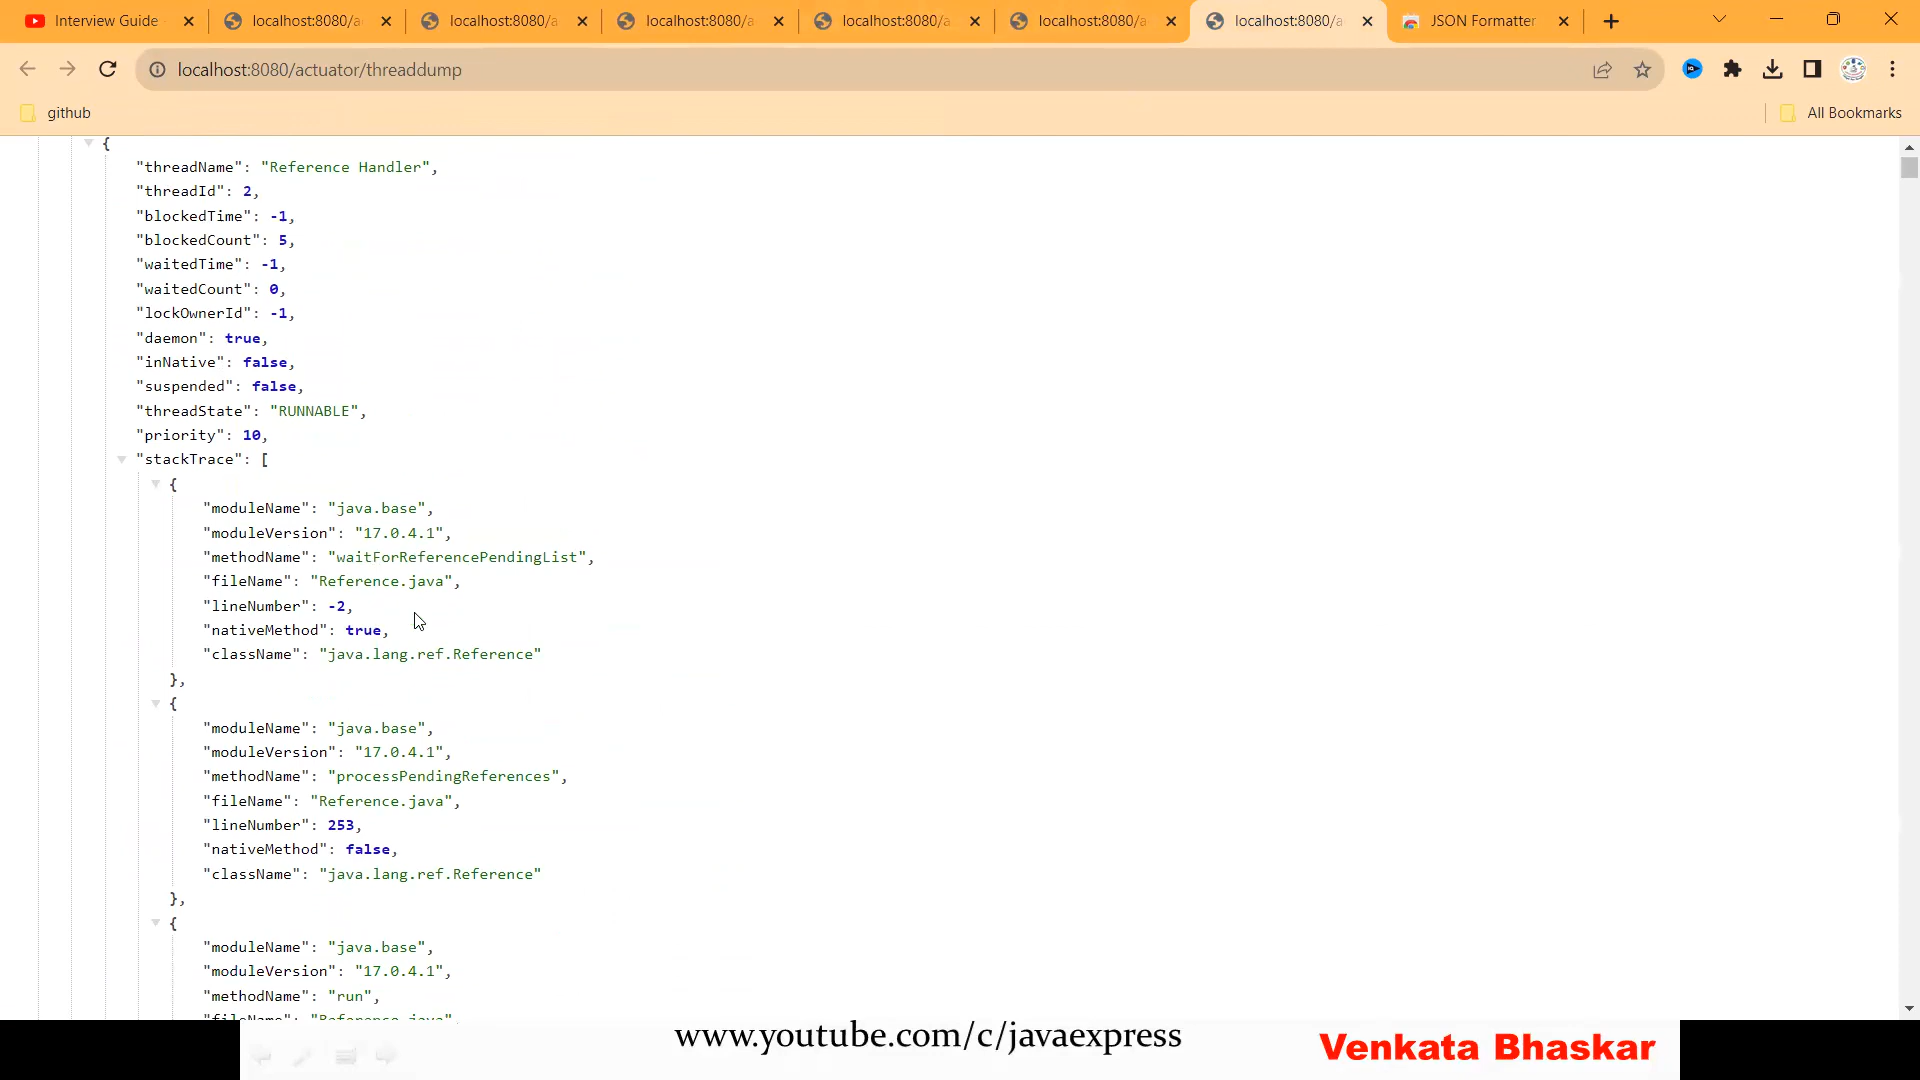 Interview Guide
localhost:8080/a
localhost:8080/a
localhost:8080/a
localhost:8080/a
localhost:8080/a
localhost:8080/a
JSON Formatter
localhost:8080/actuator/threaddump
github
All Bookmarks
{
"threadName": "Reference Handler",
"threadId": 2,
"blockedTime": -1,
"blockedCount": 5,
"waitedTime": -1,
"waitedCount": 0,
"lockOwnerId": -1,
"daemon": true,
"inNative": false,
"suspended": false,
"threadState": "RUNNABLE",
"priority": 10,
"stackTrace": [
{
"moduleName": "java.base",
"moduleVersion": "17.0.4.1",
"methodName": "waitForReferencePendingList",
"fileName": "Reference.java",
"lineNumber": -2,
"nativeMethod": true,
"className": "java.lang.ref.Reference"
},
{
"moduleName": "java.base",
"moduleVersion": "17.0.4.1",
"methodName": "processPendingReferences",
"fileName": "Reference.java",
"lineNumber": 253,
"nativeMethod": false,
"className": "java.lang.ref.Reference"
},
{
"moduleName": "java.base",
"moduleVersion": "17.0.4.1",
"methodName": "run",
"fileName": "Reference.java",
www.youtube.com/c/javaexpress
Venkata Bhaskar